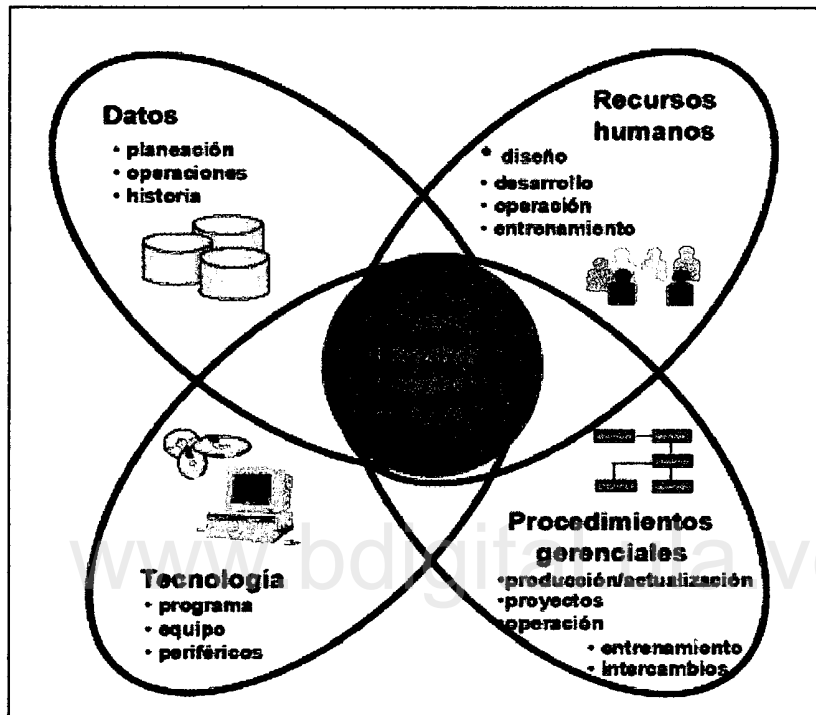 Datos
• planeación
• operaciones
• historia
Recursos
humanos
• diseño
• desarrollo
• operación
• entrenamiento
Tecnología
• programa
• equipo
• periféricos
Procedimientos
gerenciales
•producción/actualización
•proyectos
•operación
• entrenamiento
• intercambios
www.bdigital.ula.ve